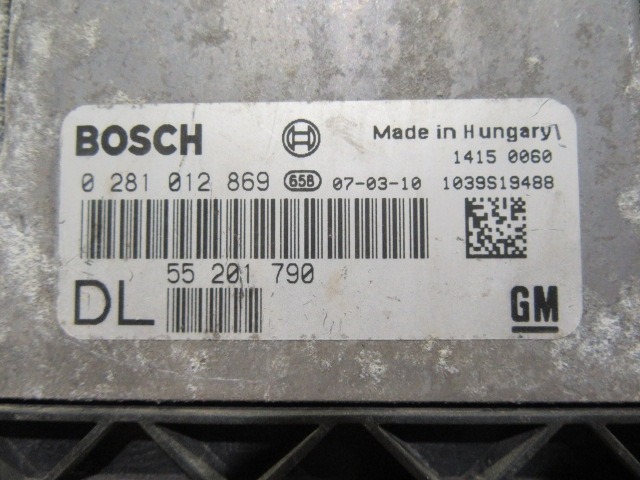 BOSCH Made in Hungary
1415 0060
0 281 012 869 658 07-03-10 1039S19488
55 201 790
DL GM